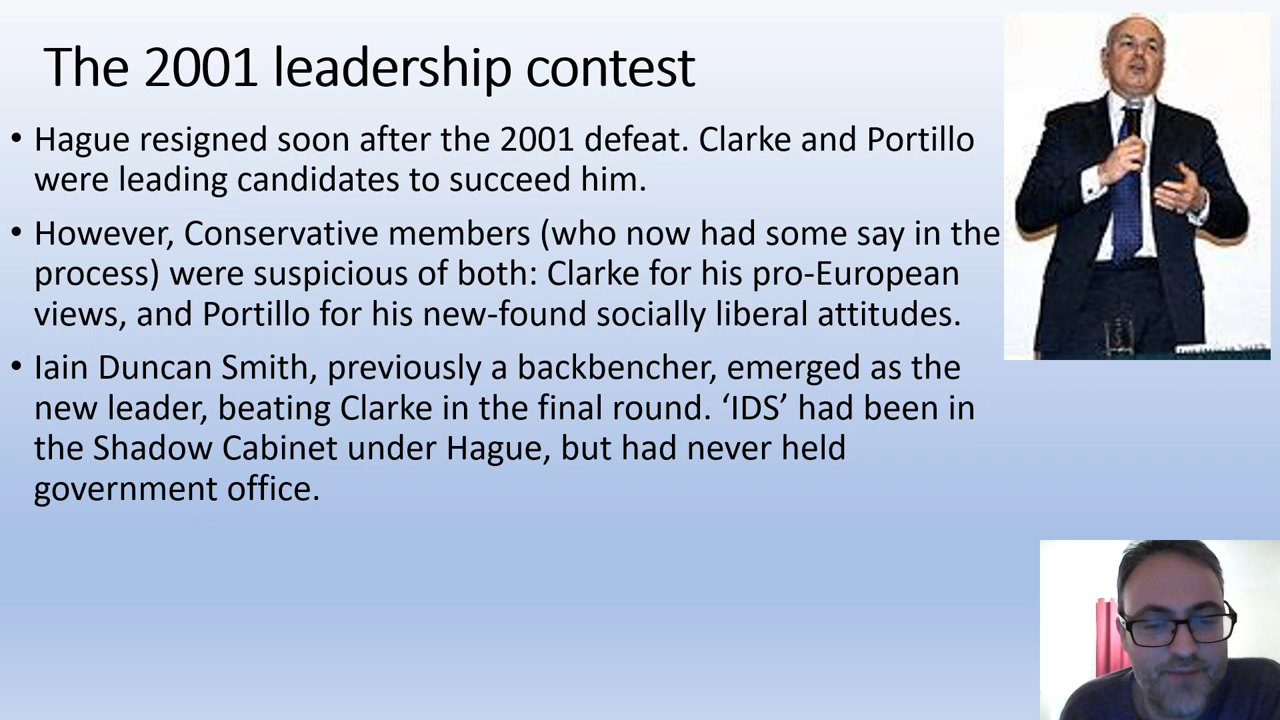 The 2001 leadership contest
• Hague resigned soon after the 2001 defeat. Clarke and Portillo
were leading candidates to succeed him.
• However, Conservative members (who now had some say in the
process) were suspicious of both: Clarke for his pro-European
views, and Portillo for his new-found socially liberal attitudes.
• Iain Duncan Smith, previously a backbencher, emerged as the
new leader, beating Clarke in the final round. ‘IDS’ had been in
the Shadow Cabinet under Hague, but had never held
government office.